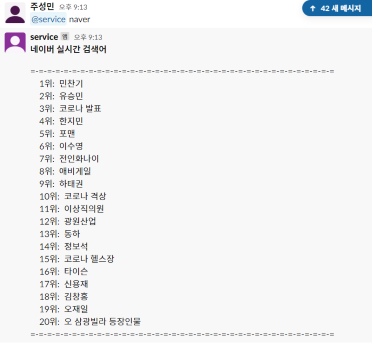 주성민 오후 9:13
↑ 42 새 메시지
@service naver
service 앱 오후 9:13
네이버 실시간 검색어
=-=-=-=-=-=-=-=-=-=-=-=-=-=-=-=-=-=-=-=-=-=-=-=-=-=-=-=-=-=-=
1위: 민찬기
2위: 유승민
3위: 코로나 발표
4위: 한지민
5위: 포맨
6위: 이수영
7위: 전인화나이
8위: 애비게일
9위: 하태권
10위: 코로나 격상
11위: 이상직의원
12위: 광원산업
13위: 동하
14위: 정보석
15위: 코로나 헬스장
16위: 타이슨
17위: 신용재
18위: 김창홍
19위: 오재일
20위: 오 삼광빌라 등장인물
=-=-=-=-=-=-=-=-=-=-=-=-=-=-=-=-=-=-=-=-=-=-=-=-=-=-=-=-=-=-=